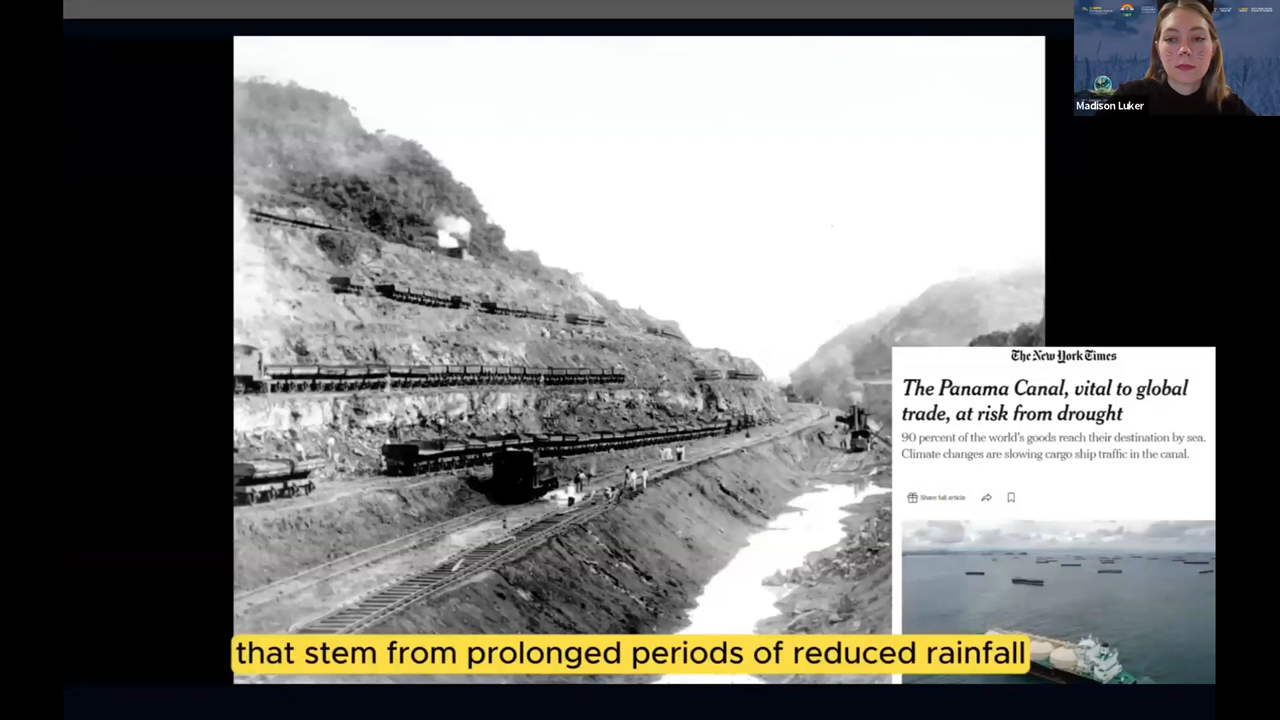 Madison Luker
The New York Times
The Panama Canal, vital to global
trade, at risk from drought
90 percent of the world's goods reach their destination by sea.
Climate changes are slowing cargo ship traffic in the canal.
Share full article
that stem from prolonged periods of reduced rainfall